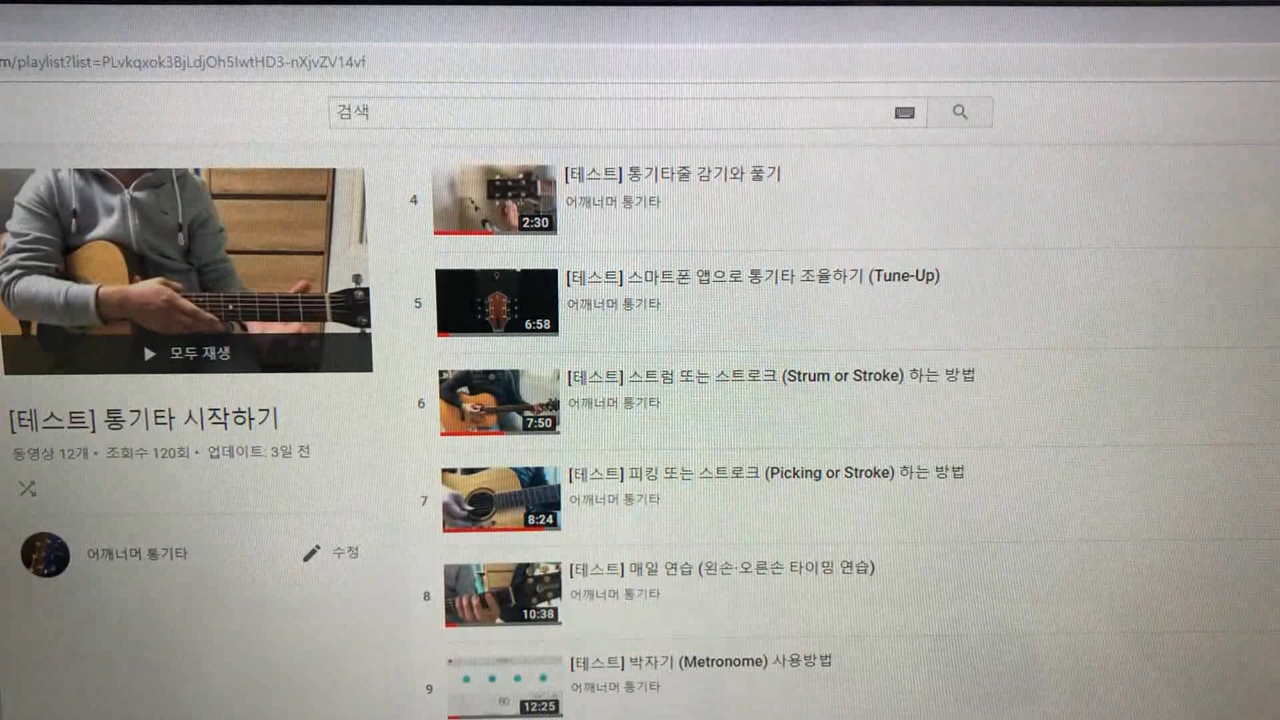 m/playlist?list=PLvkqxok3BjLdjOh5IwtHD3-nXjvZV14vf
검색
모두 재생
[테스트] 통기타 시작하기
동영상 12개 • 조회수 120회 • 업데이트: 3일 전
어깨너머 통기타
수정
4
2:30
[테스트] 통기타줄 감기와 풀기
어깨너머 통기타
5
6:58
[테스트] 스마트폰 앱으로 통기타 조율하기 (Tune-Up)
어깨너머 통기타
6
7:50
[테스트] 스트럼 또는 스트로크 (Strum or Stroke) 하는 방법
어깨너머 통기타
7
8:24
[테스트] 피킹 또는 스트로크 (Picking or Stroke) 하는 방법
어깨너머 통기타
8
10:38
[테스트] 매일 연습 (왼손·오른손 타이밍 연습)
어깨너머 통기타
9
60
12:25
[테스트] 박자기 (Metronome) 사용방법
어깨너머 통기타